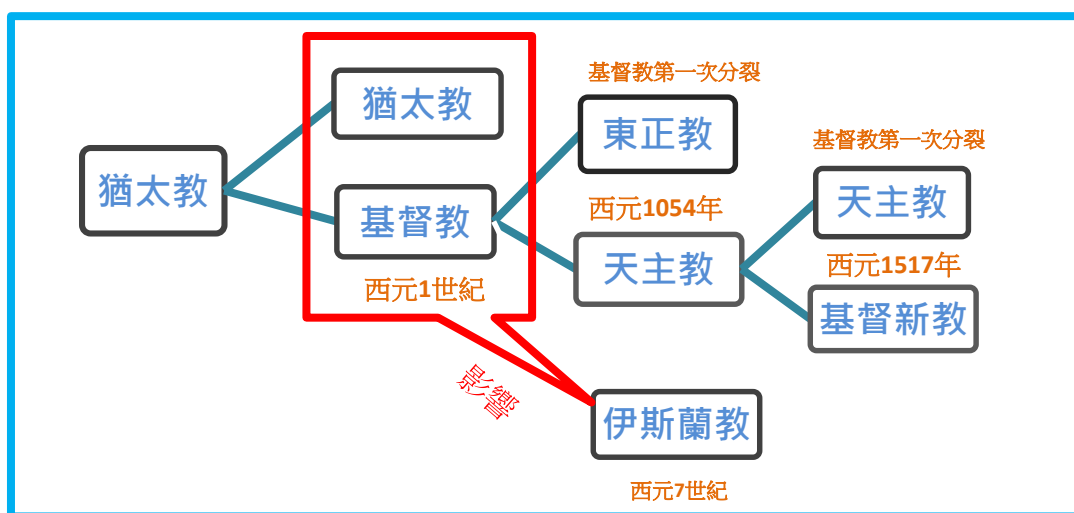 猶太教
猶太教
基督教
西元1世紀
基督教第一次分裂
東正教
西元1054年
天主教
基督教第一次分裂
天主教
西元1517年
基督新教
影響
伊斯蘭教
西元7世紀